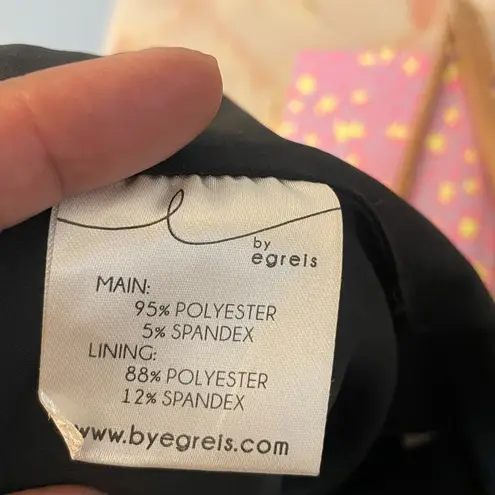 by
egreis
MAIN:
95% POLYESTER
5% SPANDEX
LINING:
88% POLYESTER
12% SPANDEX
www.byegreis.com